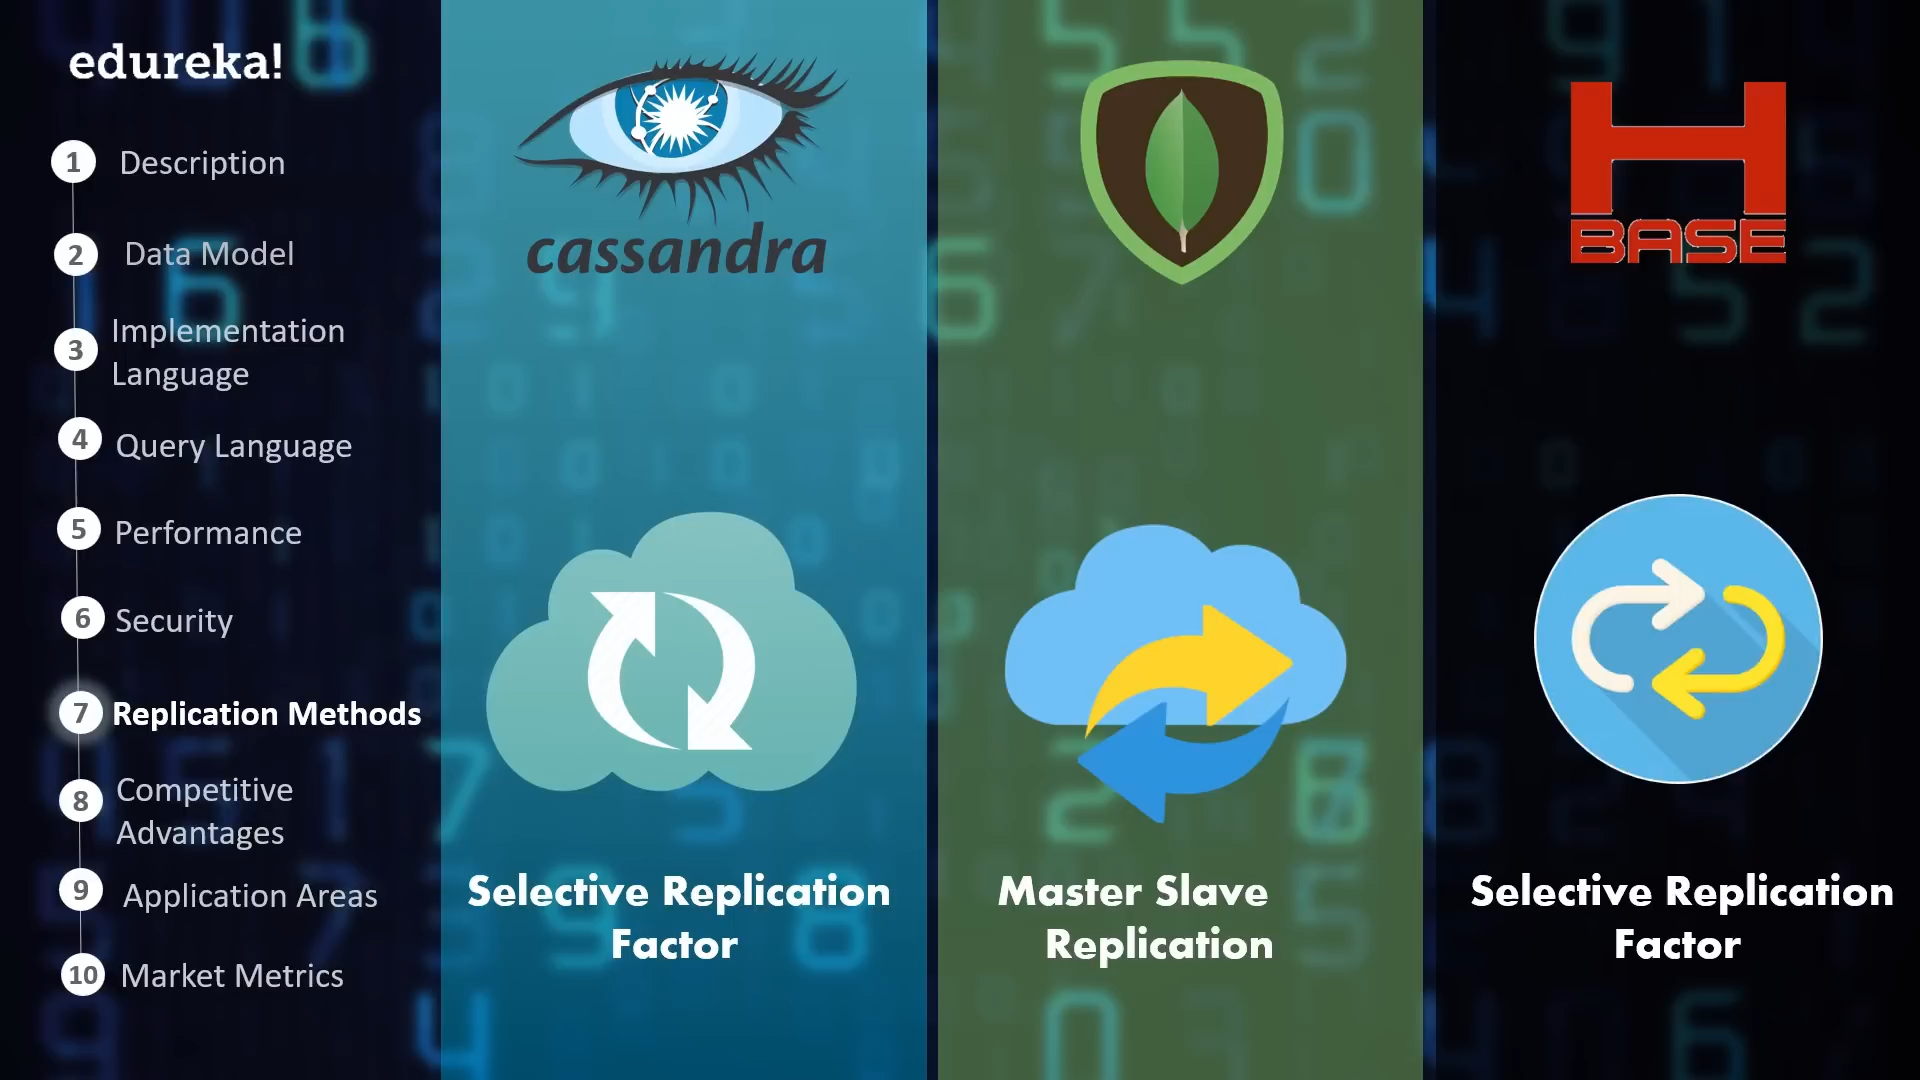 edureka!
1 Description
2 Data Model
3 Implementation
Language
4 Query Language
5 Performance
6 Security
7 Replication Methods
8 Competitive
Advantages
9 Application Areas
10 Market Metrics
cassandra
Selective Replication
Factor
Master Slave
Replication
H
BASE
Selective Replication
Factor